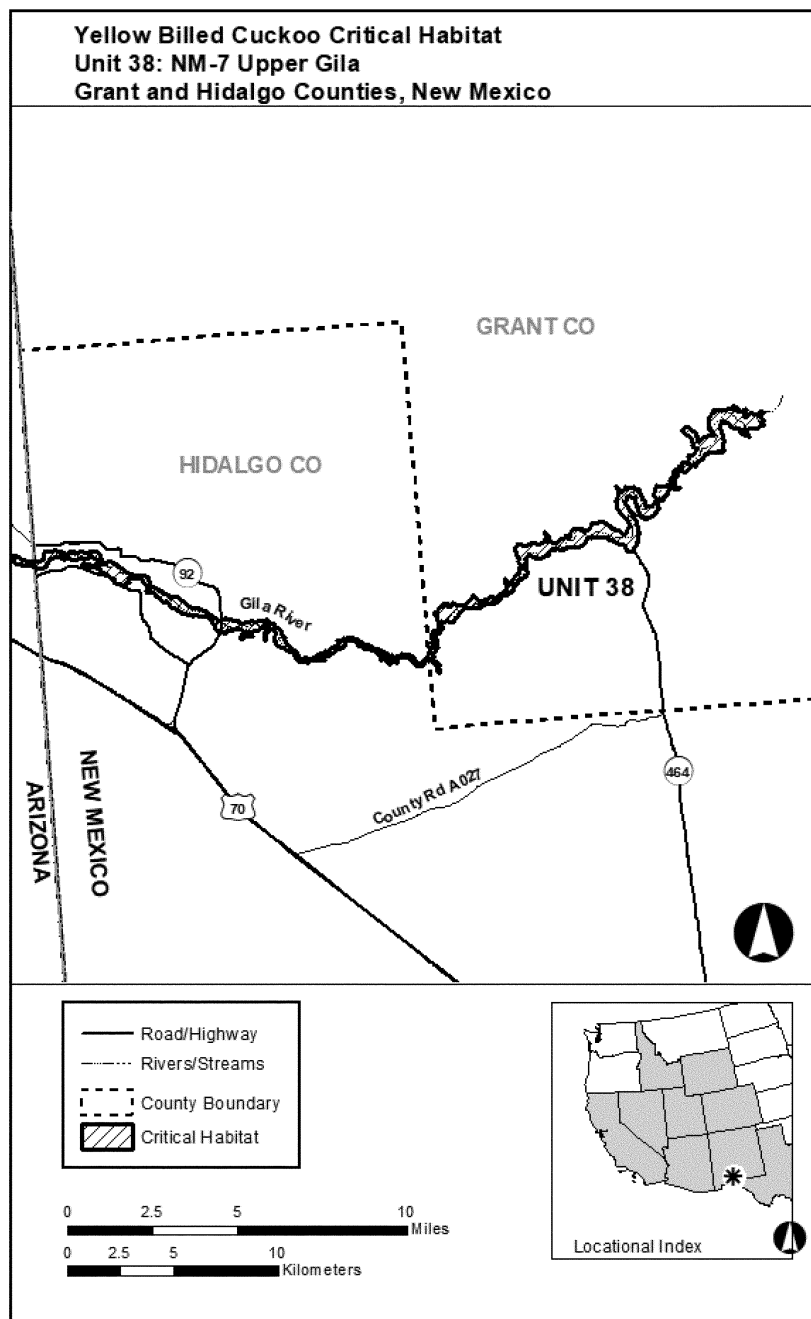 Yellow Billed Cuckoo Critical Habitat
Unit 38: NM-7 Upper Gila
Grant and Hidalgo Counties, New Mexico
GRANT CO
HIDALGO CO
92
Gila River
UNIT 38
NEW MEXICO
ARIZONA
70
County Rd A027
464
Road/Highway
Rivers/Streams
County Boundary
Critical Habitat
0 2.5 5 10
Miles
0 2.5 5 10
Kilometers
Locational Index